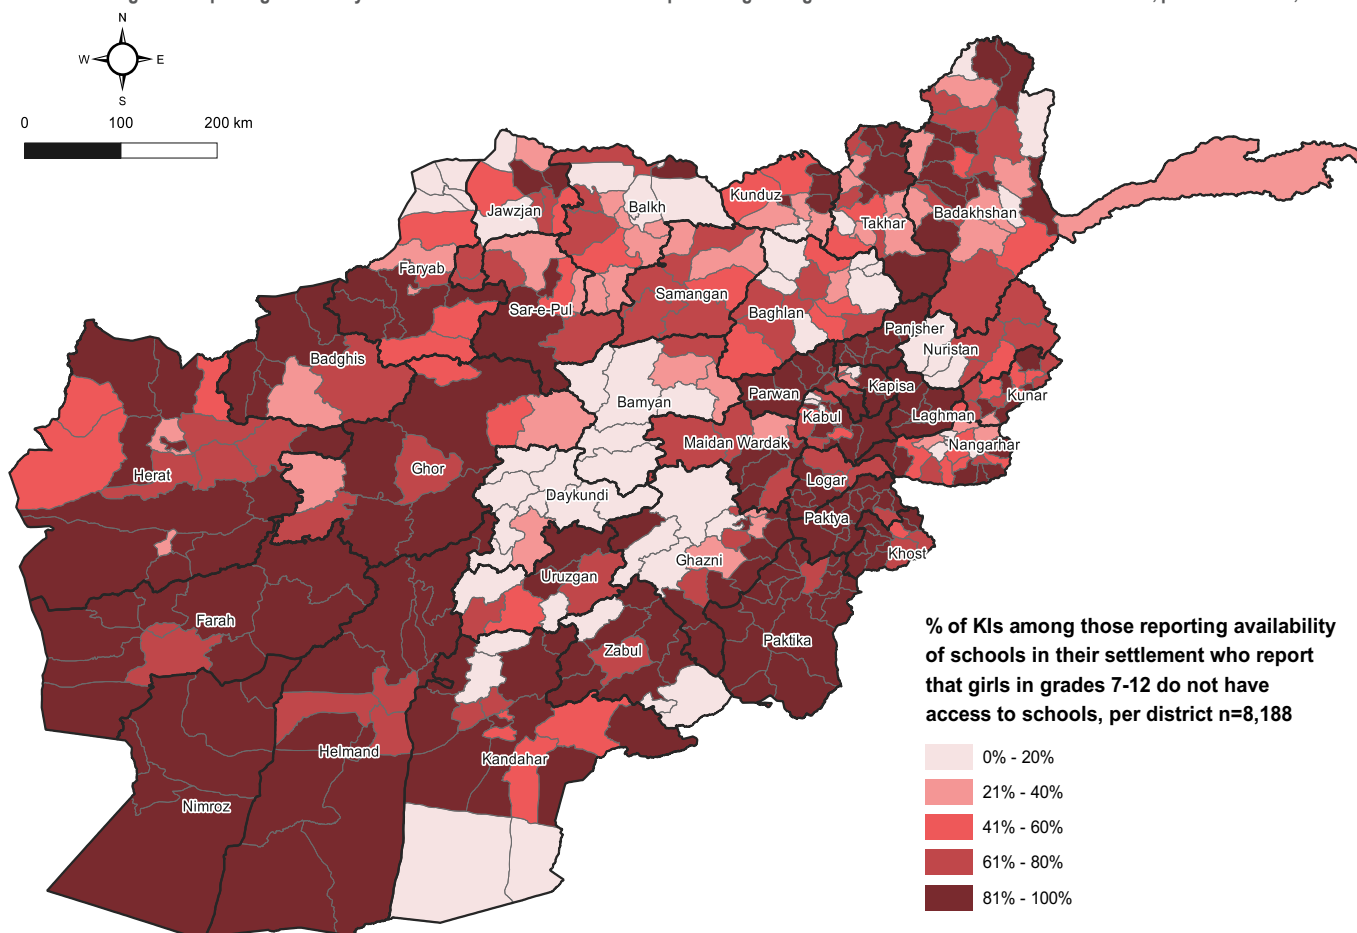 N
W E
S
0 100 200 km
Jawzjan
Balkh
Kunduz
Takhar
Badakhshan
Faryab
Sar-e-Pul
Samangan
Baghlan
Panjsher
Nuristan
Badghis
Bamyan
Parwan
Kapisa
Kunar
Kabul
Laghman
Maidan Wardak
Nangarhar
Herat
Ghor
Logar
Daykundi
Paktya
Ghazni
Khost
Uruzgan
Farah
Zabul
Paktika
Helmand
Kandahar
Nimroz
% of KIs among those reporting availability
of schools in their settlement who report
that girls in grades 7-12 do not have
access to schools, per district n=8,188
0% - 20%
21% - 40%
41% - 60%
61% - 80%
81% - 100%